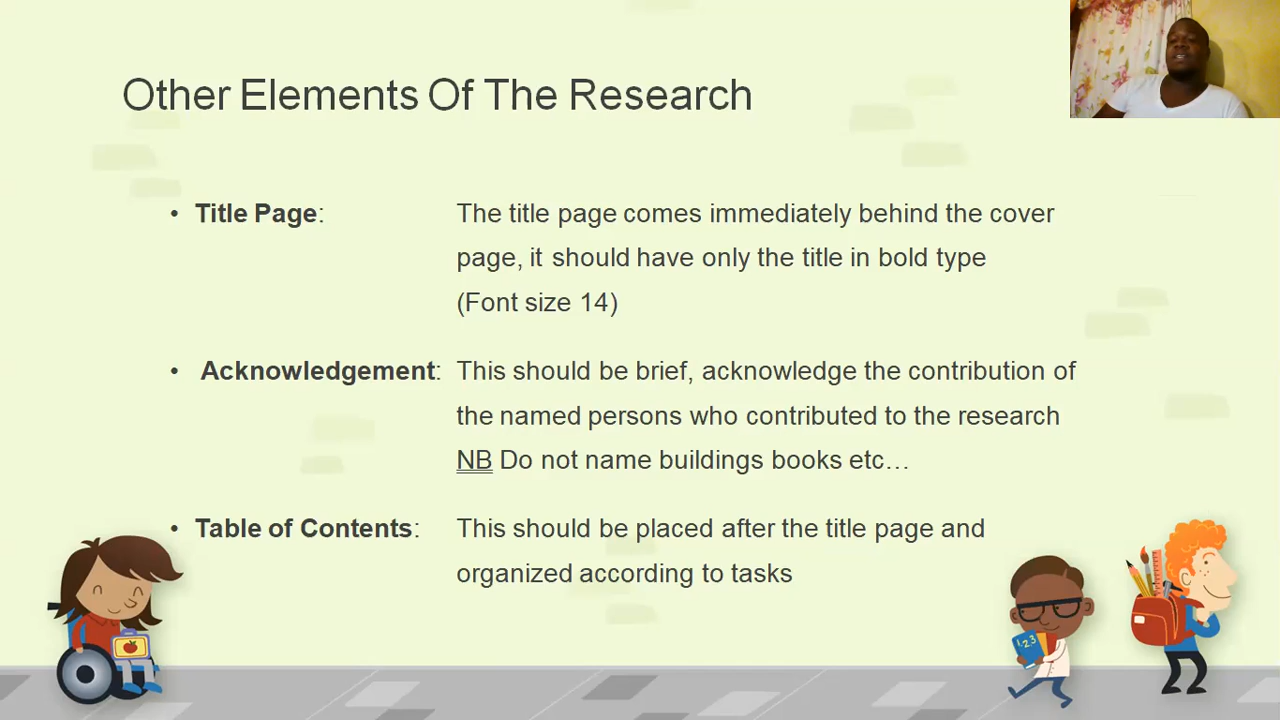 Other Elements Of The Research
• Title Page: The title page comes immediately behind the cover
page, it should have only the title in bold type
(Font size 14)
• Acknowledgement: This should be brief, acknowledge the contribution of
the named persons who contributed to the research
NB Do not name buildings books etc…
• Table of Contents: This should be placed after the title page and
organized according to tasks
123